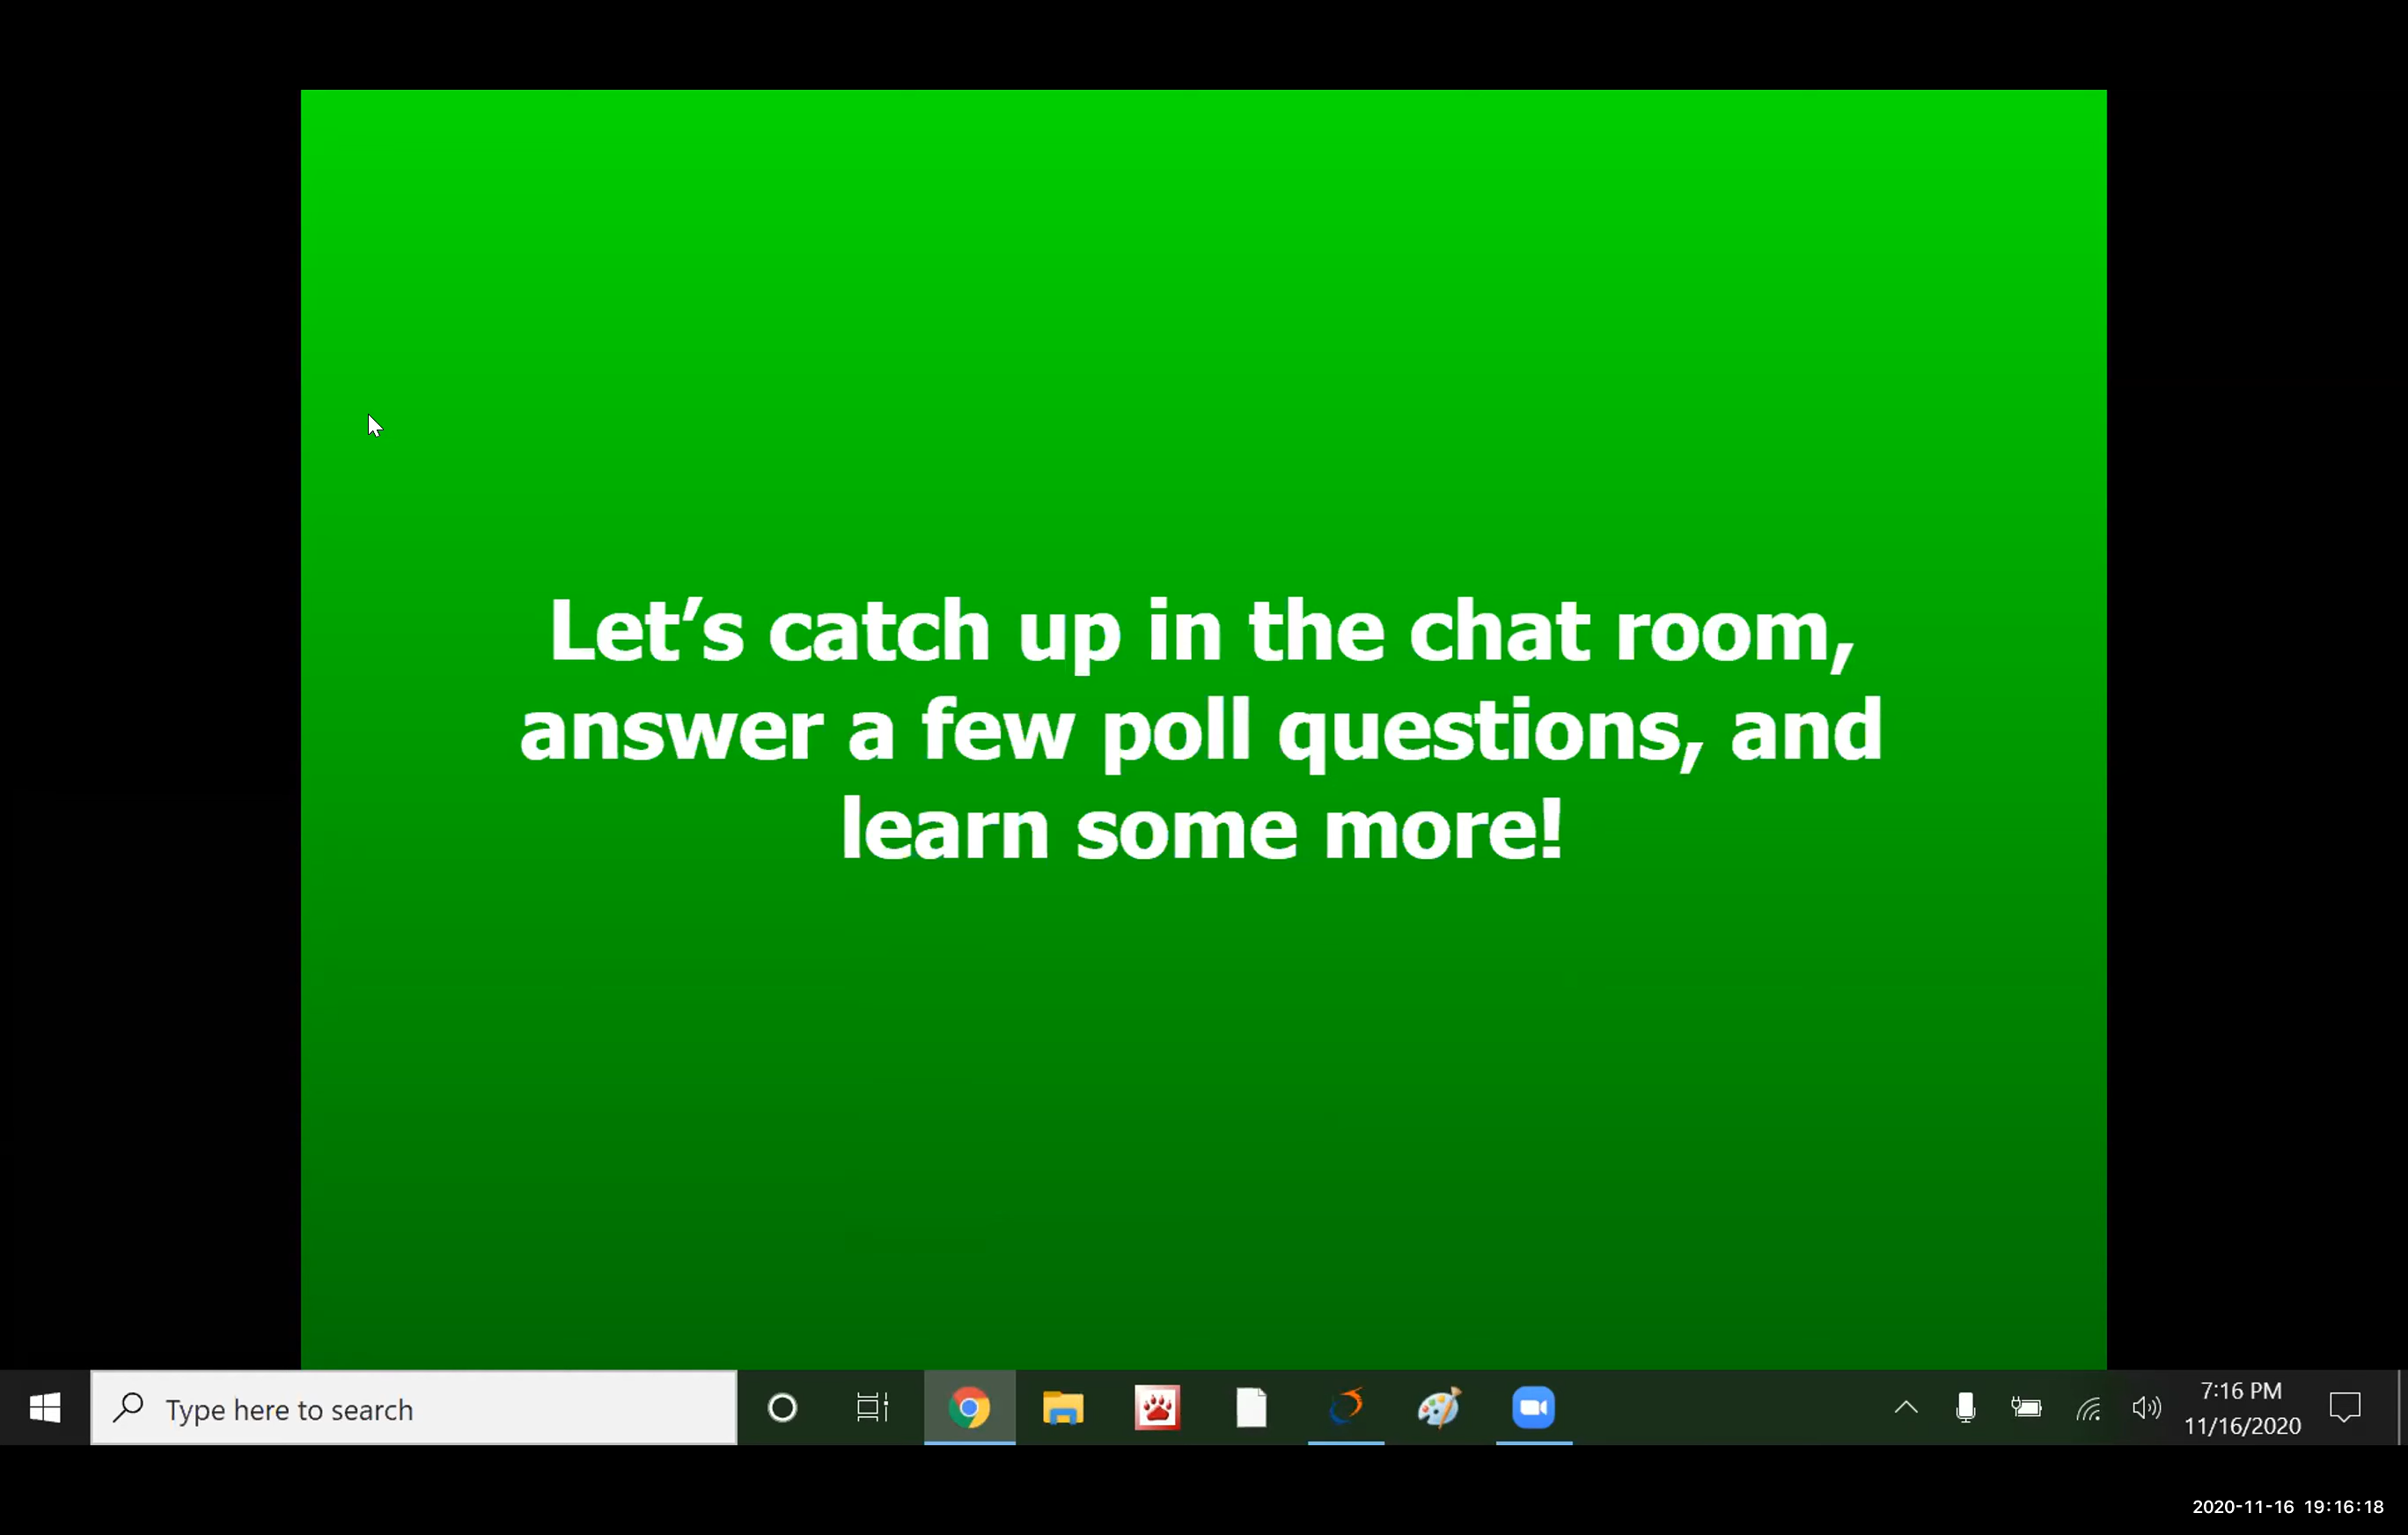 Let’s catch up in the chat room,
answer a few poll questions, and
learn some more!
Type here to search
7:16 PM
11/16/2020
2020-11-16 19:16:18